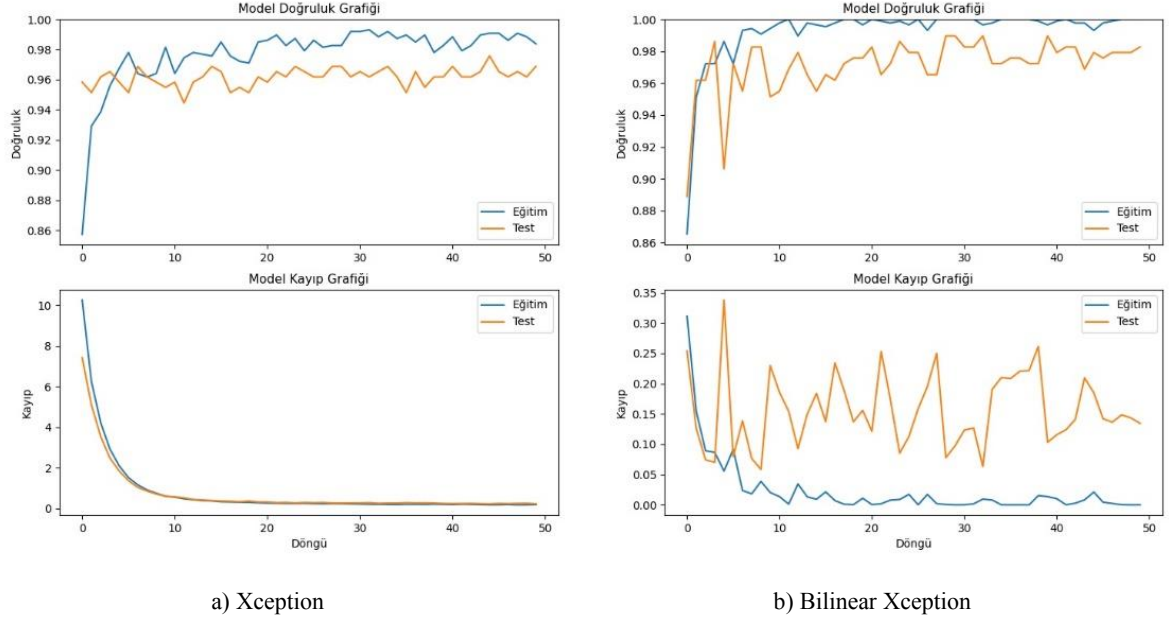 Model Doğruluk Grafiği
1.00
0.98
0.96
0.94
0.92
0.90
0.88
0.86
Doğruluk
Eğitim
Test
0 10 20 30 40 50
Model Kayıp Grafiği
10
8
6
4
2
0
Kayıp
Eğitim
Test
0 10 20 30 40 50
Döngü
a) Xception
Model Doğruluk Grafiği
1.00
0.98
0.96
0.94
0.92
0.90
0.88
0.86
Doğruluk
Eğitim
Test
0 10 20 30 40 50
Model Kayıp Grafiği
0.35
0.30
0.25
0.20
0.15
0.10
0.05
0.00
Kayıp
Eğitim
Test
0 10 20 30 40 50
Döngü
b) Bilinear Xception